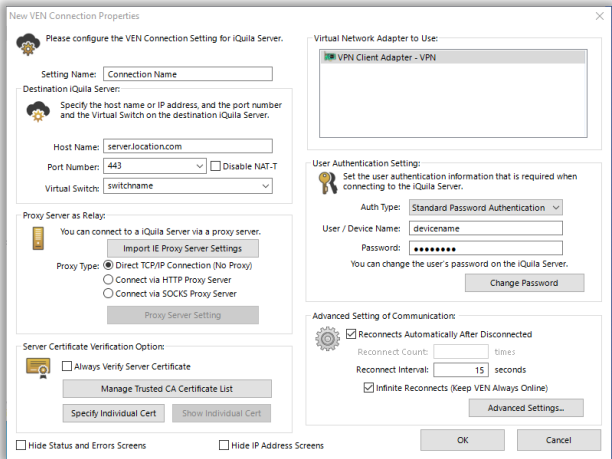 New VEN Connection Properties
Please configure the VEN Connection Setting for iQuila Server.
Setting Name: Connection Name
Destination iQuila Server:
Specify the host name or IP address, and the port number
and the Virtual Switch on the destination iQuila Server.
Host Name: server.location.com
Port Number: 443 Disable NAT-T
Virtual Switch: switchname
Proxy Server as Relay:
You can connect to a iQuila Server via a proxy server.
Import IE Proxy Server Settings
Proxy Type: Direct TCP/IP Connection (No Proxy)
Connect via HTTP Proxy Server
Connect via SOCKS Proxy Server
Proxy Server Setting
Server Certificate Verification Option:
Always Verify Server Certificate
Manage Trusted CA Certificate List
Specify Individual Cert Show Individual Cert
Hide Status and Errors Screens Hide IP Address Screens
Virtual Network Adapter to Use:
VPN Client Adapter - VPN
User Authentication Setting:
Set the user authentication information that is required when
connecting to the iQuila Server.
Auth Type: Standard Password Authentication
User / Device Name: devicename
Password: ●●●●●●●●
You can change the user's password on the iQuila Server.
Change Password
Advanced Setting of Communication:
Reconnects Automatically After Disconnected
Reconnect Count: times
Reconnect Interval: 15 seconds
Infinite Reconnects (Keep VEN Always Online)
Advanced Settings...
OK Cancel